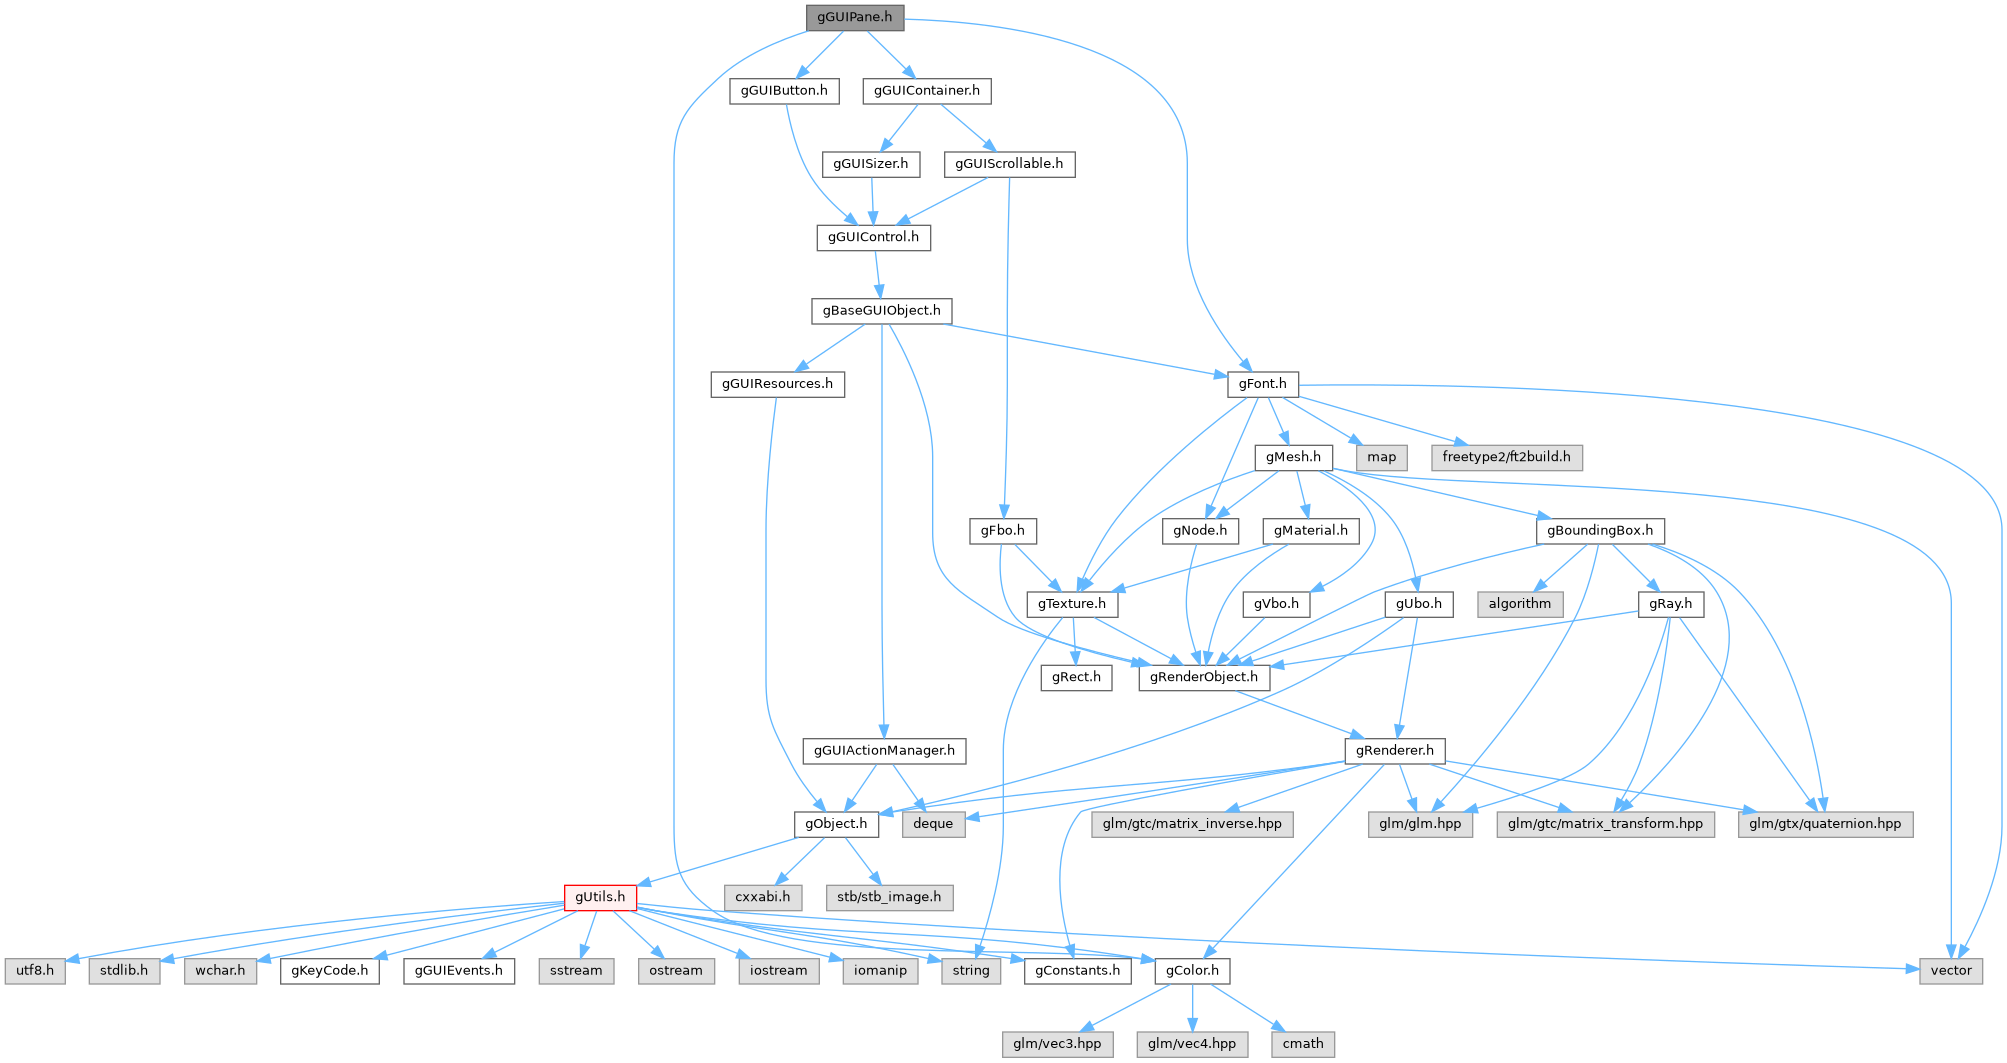 gGUIPane.h
gGUIButton.h
gGUIContainer.h
gGUISizer.h
gGUIScrollable.h
gGUIControl.h
gBaseGUIObject.h
gGUIResources.h
gFont.h
gMesh.h
map
freetype2/ft2build.h
gFbo.h
gNode.h
gMaterial.h
gBoundingBox.h
gTexture.h
gVbo.h
gUbo.h
algorithm
gRay.h
gRect.h
gRenderObject.h
gGUIActionManager.h
gRenderer.h
gObject.h
deque
glm/gtc/matrix_inverse.hpp
glm/glm.hpp
glm/gtc/matrix_transform.hpp
glm/gtx/quaternion.hpp
gUtils.h
cxxabi.h
stb/stb_image.h
utf8.h
stdlib.h
wchar.h
gKeyCode.h
gGUIEvents.h
sstream
ostream
iostream
iomanip
string
gConstants.h
gColor.h
vector
glm/vec3.hpp
glm/vec4.hpp
cmath